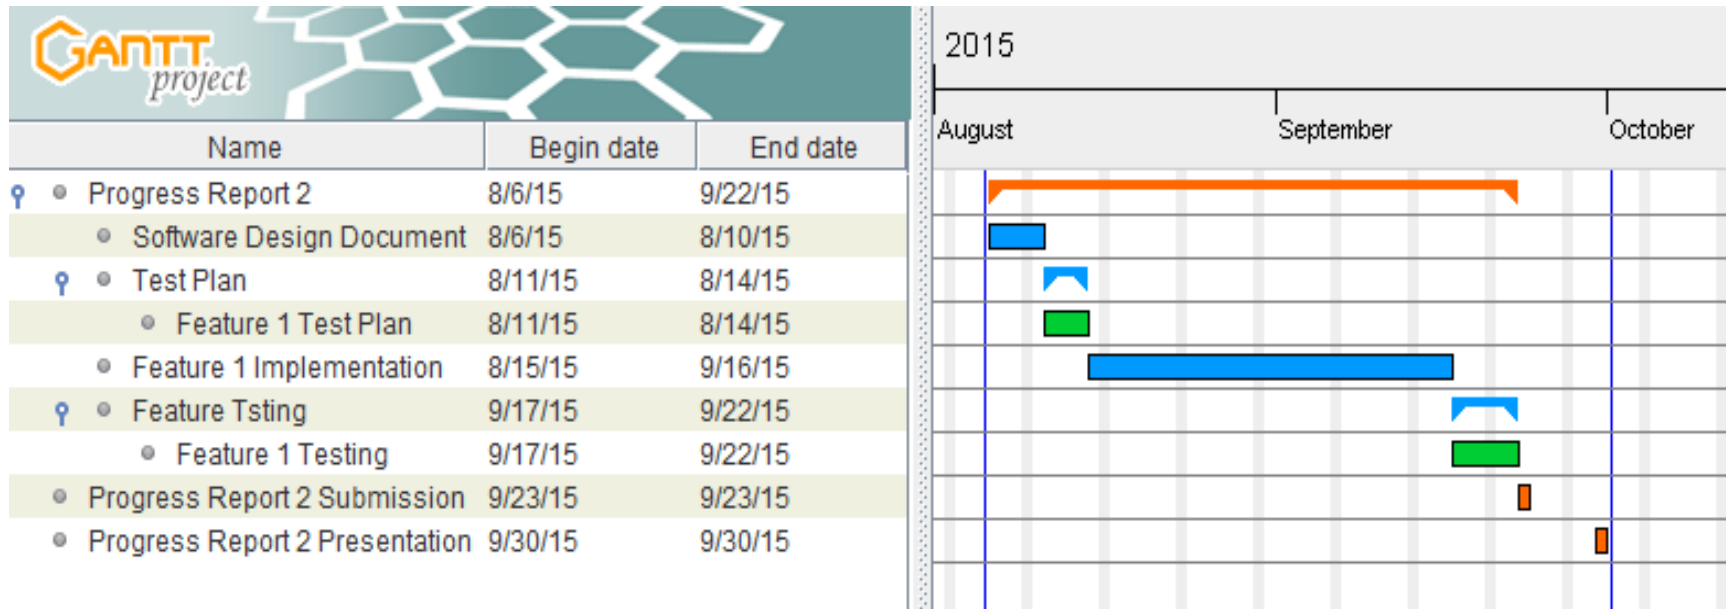 GANTT
project
2015
August September October
Name Begin date End date
Progress Report 2 8/6/15 9/22/15
Software Design Document 8/6/15 8/10/15
Test Plan 8/11/15 8/14/15
Feature 1 Test Plan 8/11/15 8/14/15
Feature 1 Implementation 8/15/15 9/16/15
Feature Tsting 9/17/15 9/22/15
Feature 1 Testing 9/17/15 9/22/15
Progress Report 2 Submission 9/23/15 9/23/15
Progress Report 2 Presentation 9/30/15 9/30/15